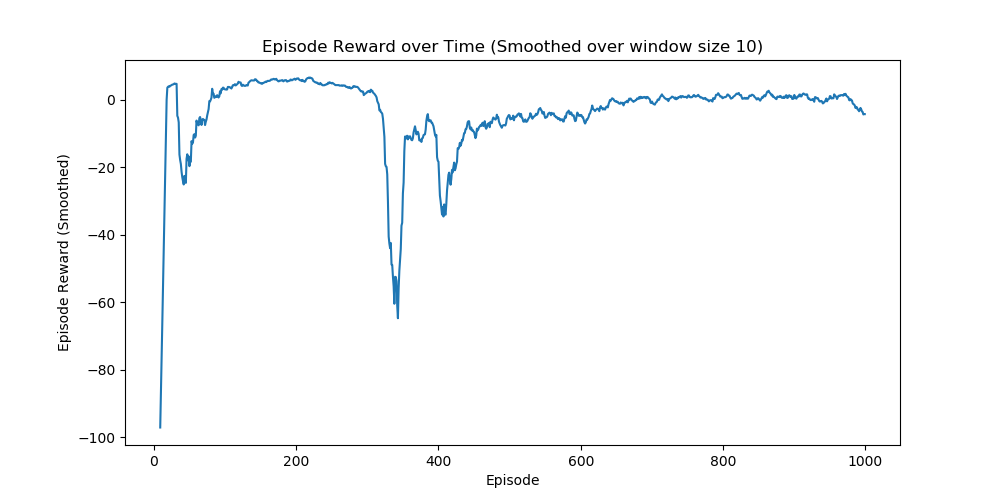 Episode Reward over Time (Smoothed over window size 10)
Episode Reward (Smoothed)
0
−20
−40
−60
−80
−100
0 200 400 600 800 1000
Episode